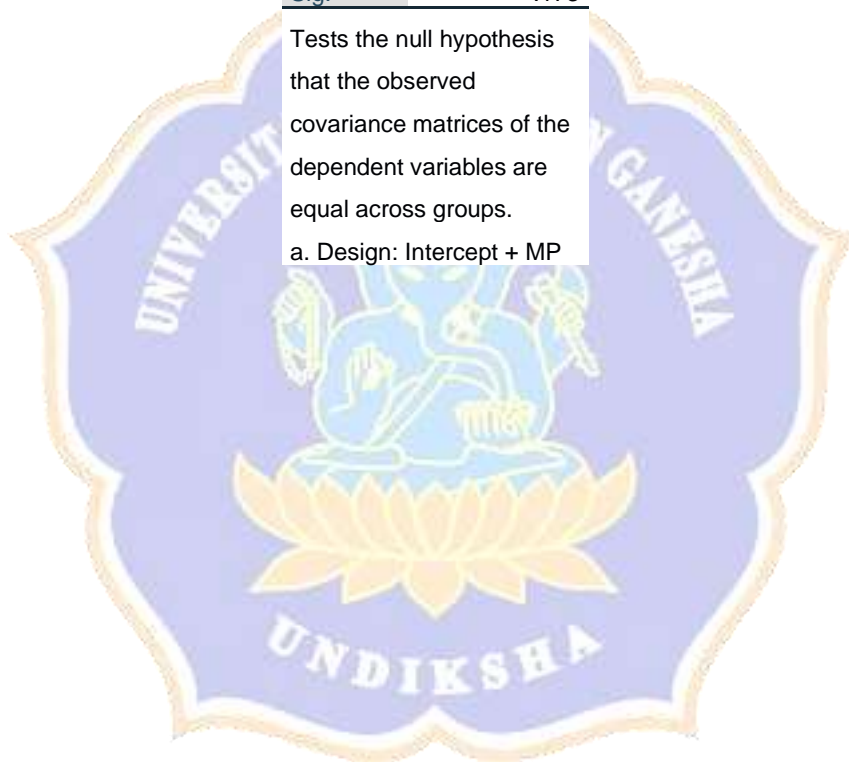 Tests the null hypothesis
that the observed
covariance matrices of the
dependent variables are
equal across groups.
a. Design: Intercept + MP
GANESHA
UNDIKSHA